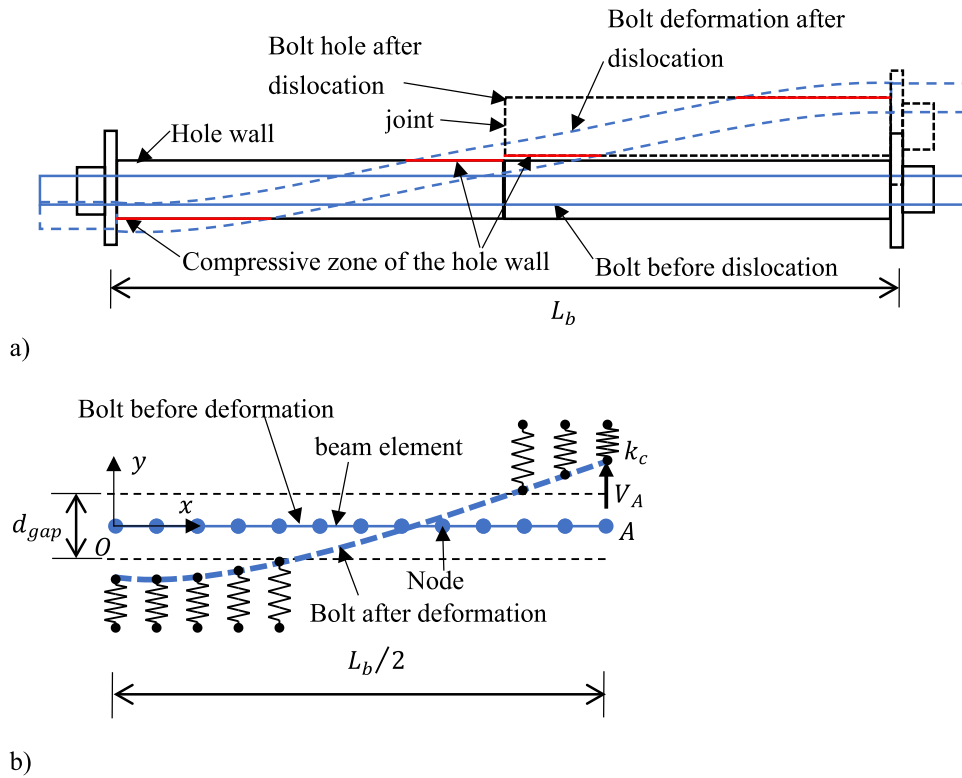 Bolt hole after
dislocation
Bolt deformation after
dislocation
joint
Hole wall
Compressive zone of the hole wall
Bolt before dislocation
L_b
a)
Bolt before deformation
beam element
y
k_c
x
V_A
d_gap
O
A
Node
Bolt after deformation
L_b/2
b)